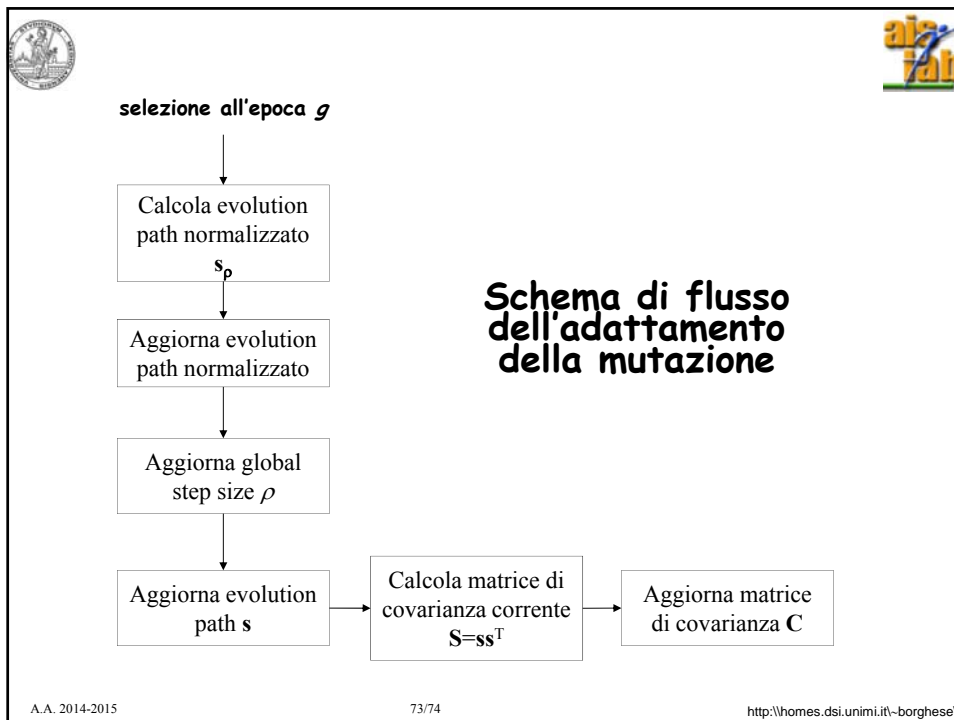 selezione all'epoca g
Calcola evolution
path normalizzato
sρ
Aggiorna evolution
path normalizzato
Aggiorna global
step size ρ
Aggiorna evolution
path s
Calcola matrice di
covarianza corrente
S=ssᵀ
Aggiorna matrice
di covarianza C
Schema di flusso
dell'adattamento
della mutazione
A.A. 2014-2015
73/74
http:\\homes.dsi.unimi.it\~borghese\